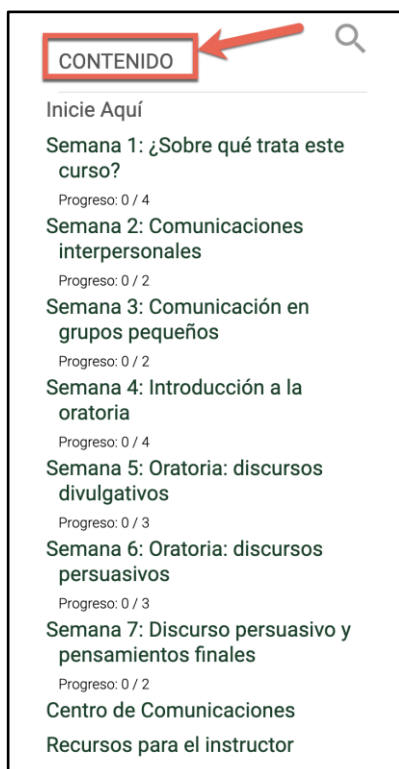 CONTENIDO
Inicie Aquí
Semana 1: ¿Sobre qué trata este
curso?
Progreso: 0 / 4
Semana 2: Comunicaciones
interpersonales
Progreso: 0 / 2
Semana 3: Comunicación en
grupos pequeños
Progreso: 0 / 2
Semana 4: Introducción a la
oratoria
Progreso: 0 / 4
Semana 5: Oratoria: discursos
divulgativos
Progreso: 0 / 3
Semana 6: Oratoria: discursos
persuasivos
Progreso: 0 / 3
Semana 7: Discurso persuasivo y
pensamientos finales
Progreso: 0 / 2
Centro de Comunicaciones
Recursos para el instructor